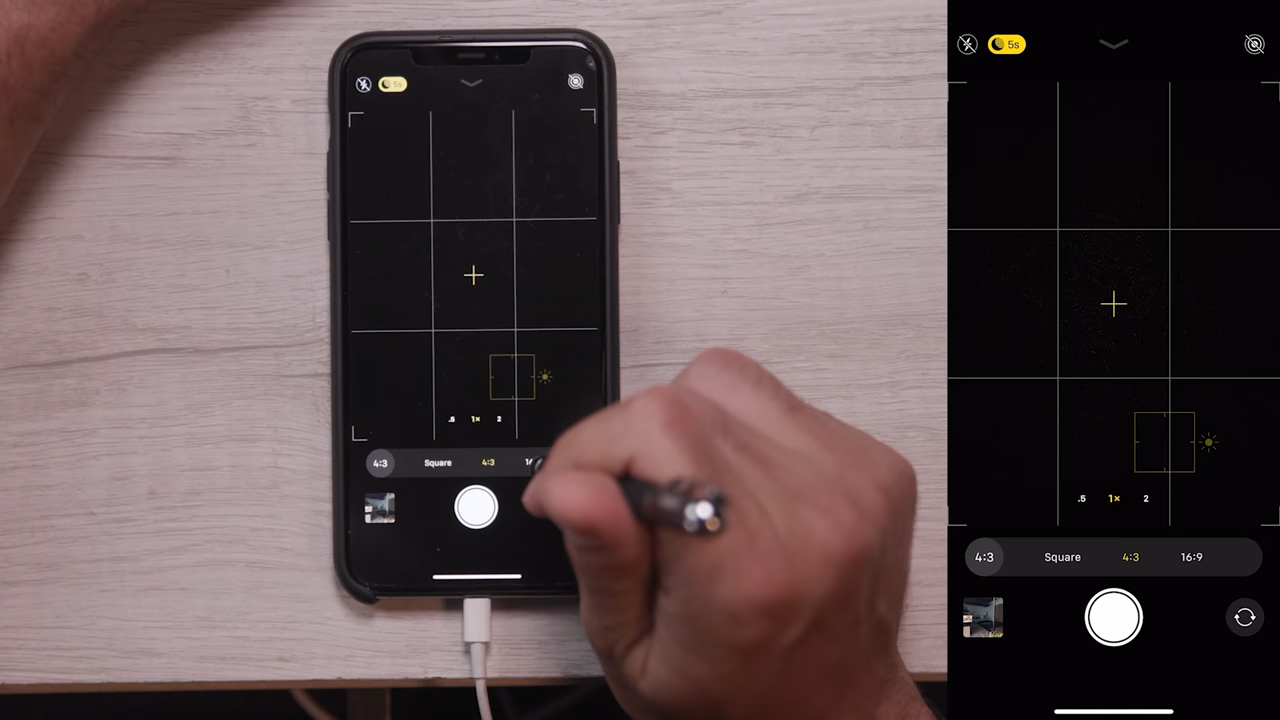 5s
.5 1× 2
4:3 Square 4:3
5s
.5 1× 2
4:3 Square 4:3 16:9